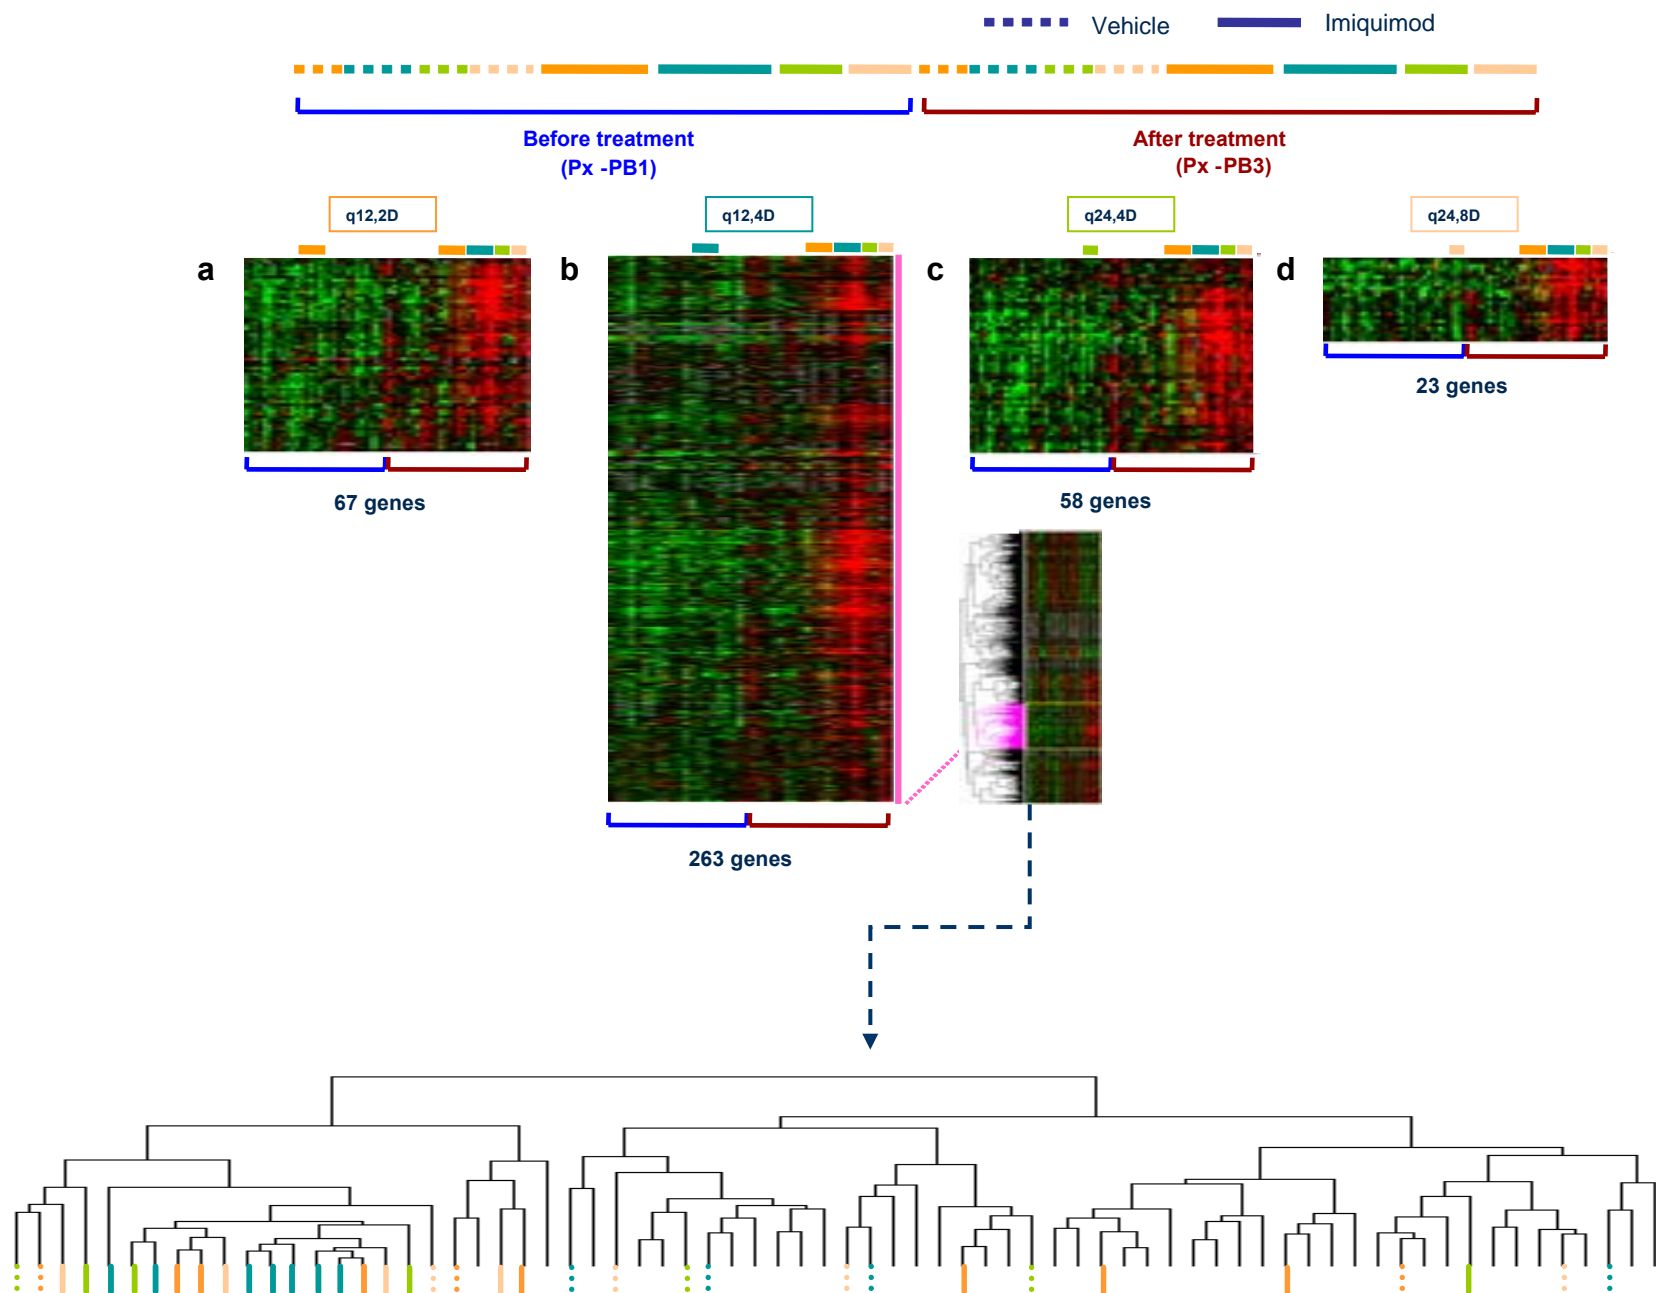 Vehicle
Imiquimod
Before treatment
(Px -PB1)
After treatment
(Px -PB3)
q12,2D
q12,4D
q24,4D
q24,8D
a
b
c
d
67 genes
263 genes
58 genes
23 genes